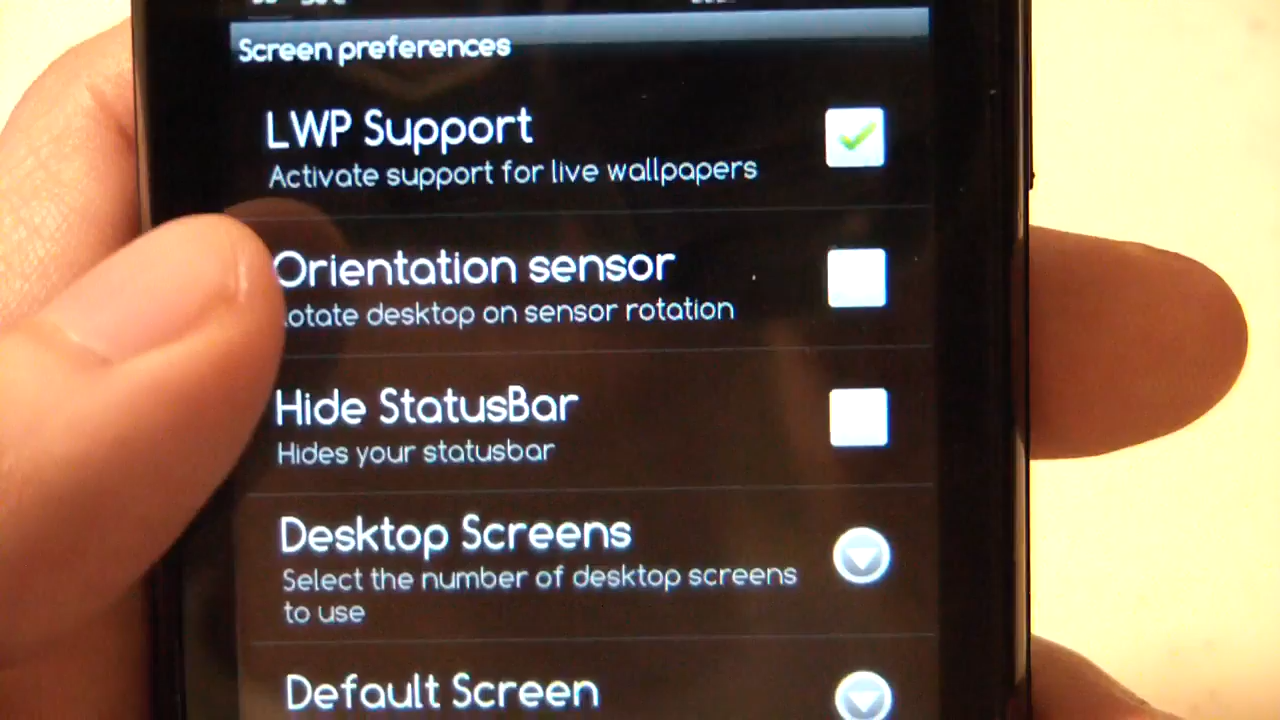 Screen preferences
LWP Support
Activate support for live wallpapers
Orientation sensor
otate desktop on sensor rotation
Hide StatusBar
Hides your statusbar
Desktop Screens
Select the number of desktop screens
to use
Default Screen